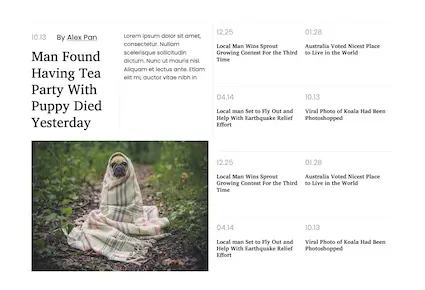 10.13 By Alex Pan
Man Found
Having Tea
Party With
Puppy Died
Yesterday
Lorem ipsum dolor sit amet,
consectetur. Nullam
scelerisque sollicitudin
dictum. Nunc ut mauris nisl.
Aliquam et lectus ante. Etiam
elit mi, auctor vitae nibh in
12.25
Local Man Wins Sprout
Growing Contest For the Third
Time
01.28
Australia Voted Nicest Place
to Live in the World
04.14
Local man Set to Fly Out and
Help With Earthquake Relief
Effort
10.13
Viral Photo of Koala Had Been
Photoshopped
12.25
Local Man Wins Sprout
Growing Contest For the Third
Time
01.28
Australia Voted Nicest Place
to Live in the World
04.14
Local man Set to Fly Out and
Help With Earthquake Relief
Effort
10.13
Viral Photo of Koala Had Been
Photoshopped